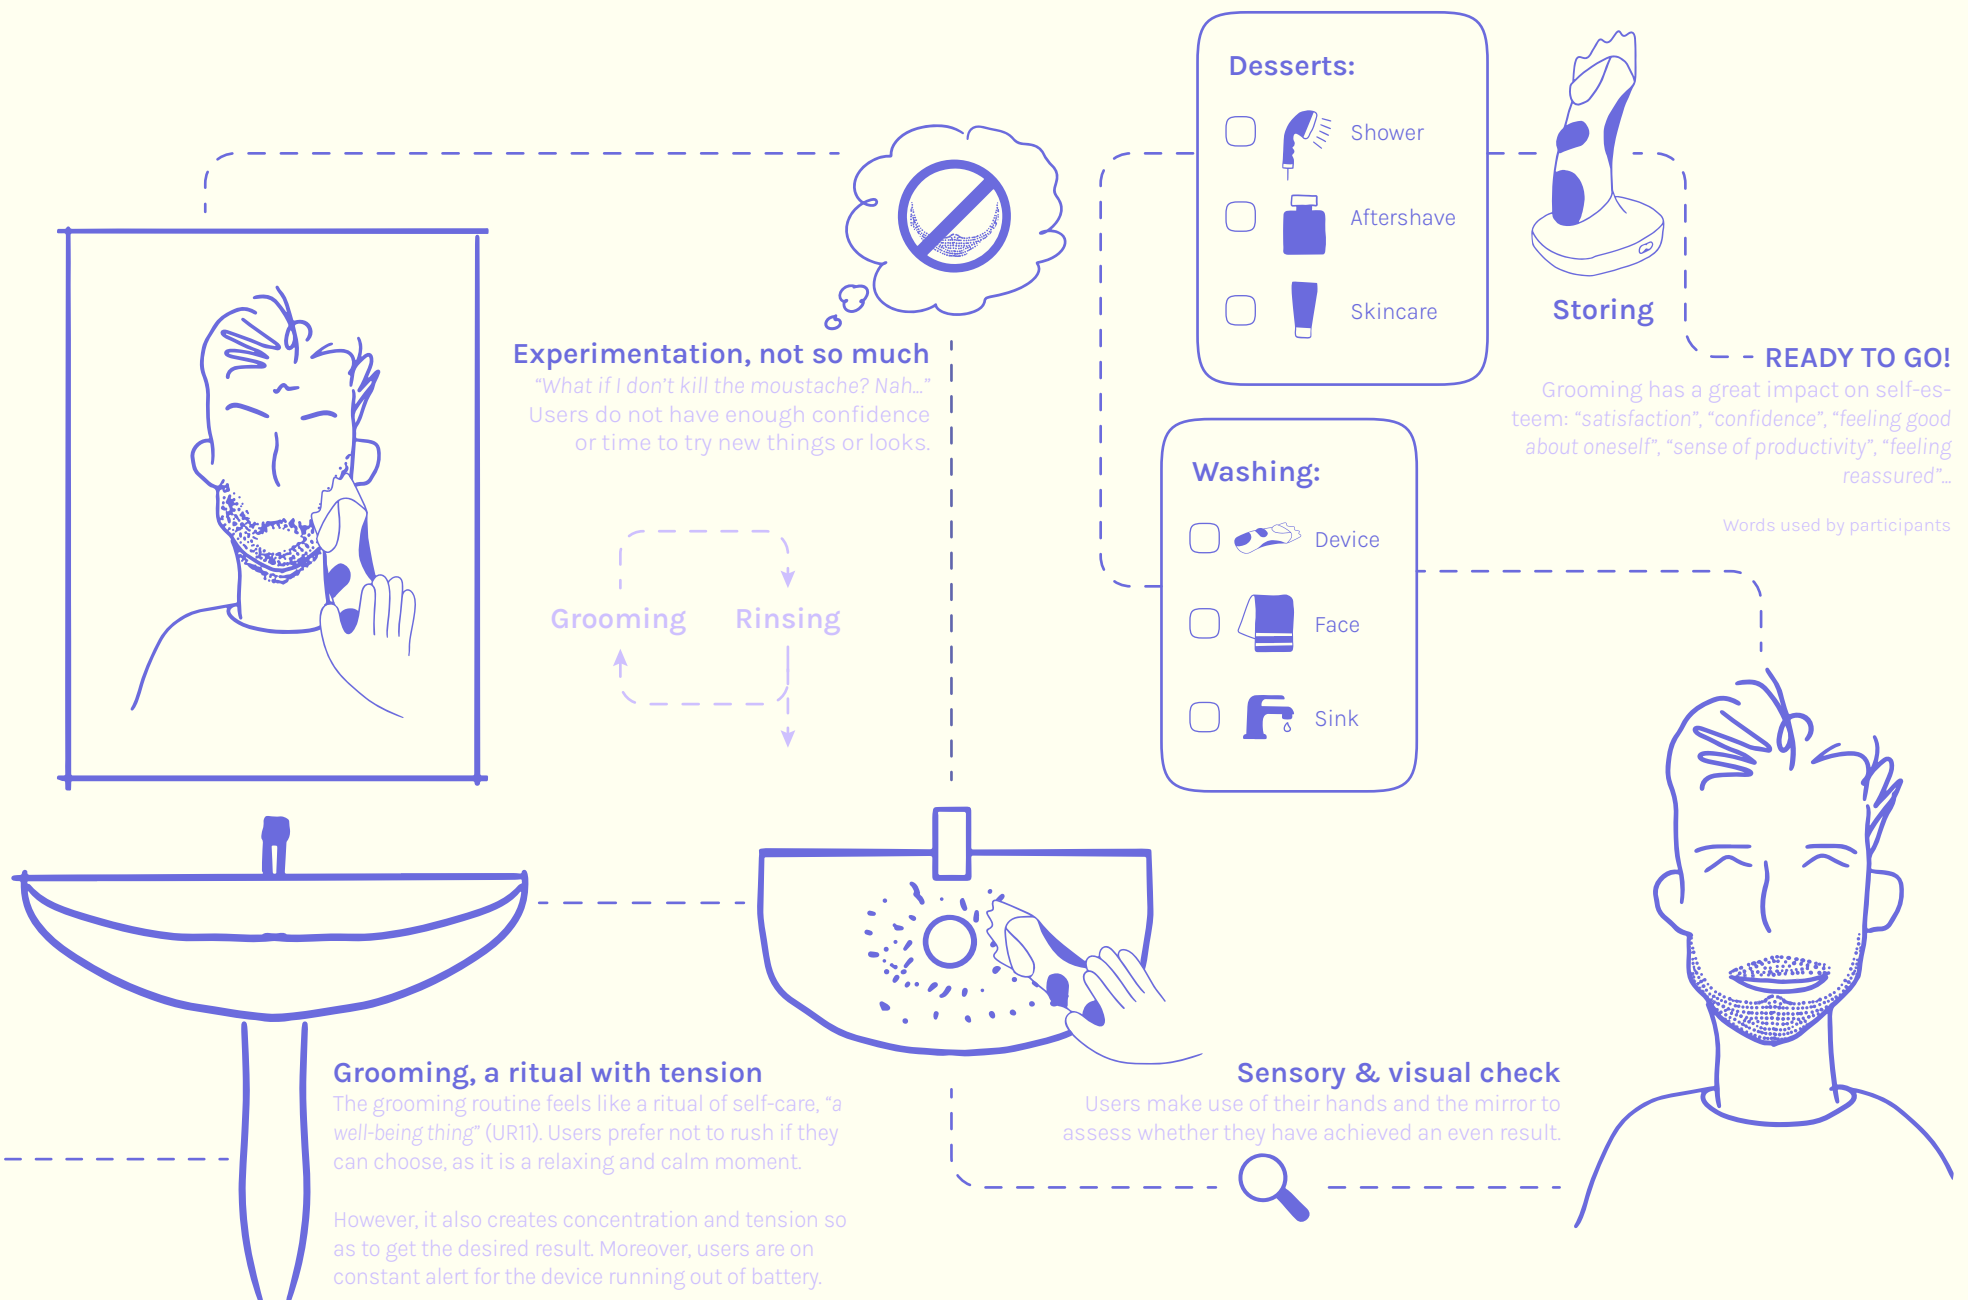 Experimentation, not so much
“What if I don’t kill the moustache? Nah...”
Users do not have enough confidence
or time to try new things or looks.
Grooming
Rinsing
Grooming, a ritual with tension
The grooming routine feels like a ritual of self-care, “a
well-being thing” (UR11). Users prefer not to rush if they
can choose, as it is a relaxing and calm moment.
However, it also creates concentration and tension so
as to get the desired result. Moreover, users are on
constant alert for the device running out of battery.
Sensory & visual check
Users make use of their hands and the mirror to
assess whether they have achieved an even result.
Washing:
Device
Face
Sink
Desserts:
Shower
Aftershave
Skincare
Storing
READY TO GO!
Grooming has a great impact on self-es-
teem: “satisfaction”, “confidence”, “feeling good
about oneself”, “sense of productivity”, “feeling
reassured”...
Words used by participants